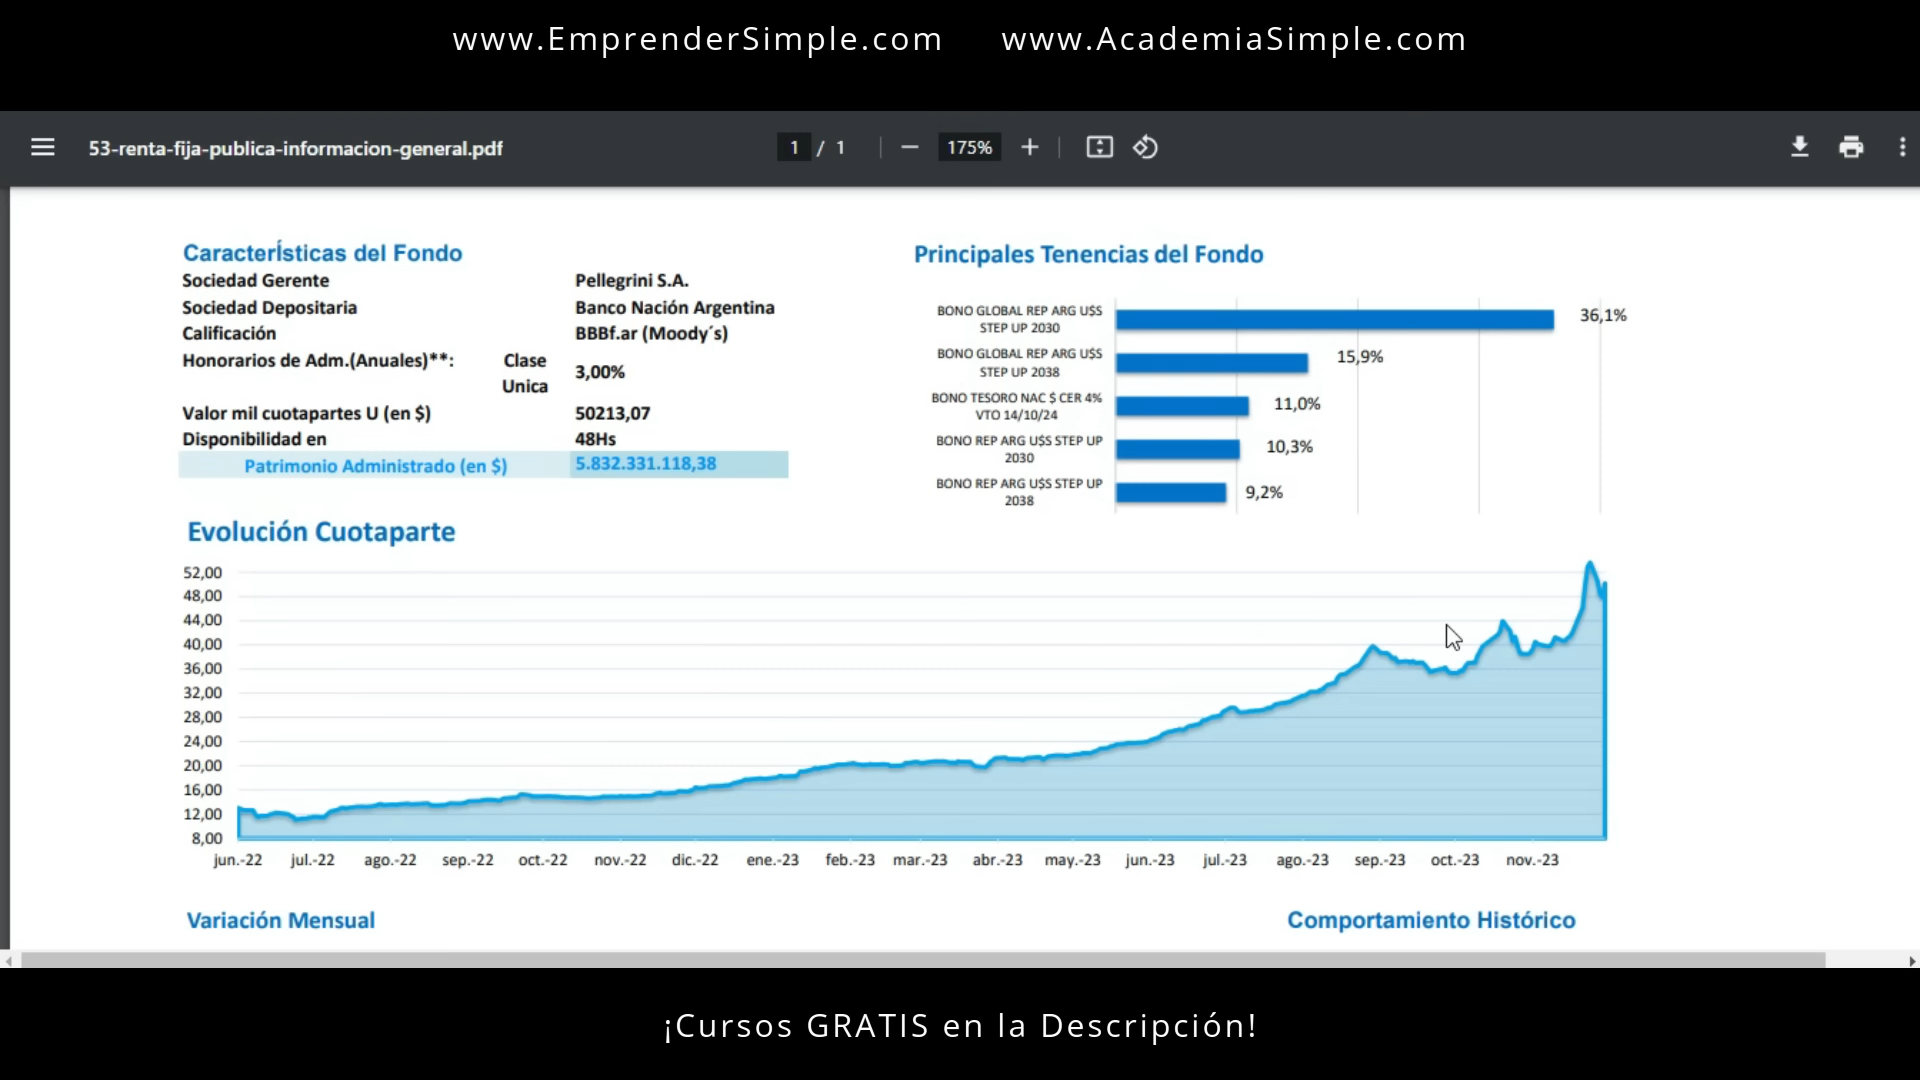 www.EmprenderSimple.com www.AcademiaSimple.com
53-renta-fija-publica-informacion-general.pdf
1 / 1
175%
Características del Fondo
Sociedad Gerente Pellegrini S.A.
Sociedad Depositaria Banco Nación Argentina
Calificación BBBf.ar (Moody´s)
Honorarios de Adm.(Anuales)**: Clase Unica 3,00%
Valor mil cuotapartes U (en $) 50213,07
Disponibilidad en 48Hs
Patrimonio Administrado (en $) 5.832.331.118,38
Principales Tenencias del Fondo
BONO GLOBAL REP ARG U$S
STEP UP 2030
36,1%
BONO GLOBAL REP ARG U$S
STEP UP 2038
15,9%
BONO TESORO NAC $ CER 4%
VTO 14/10/24
11,0%
BONO REP ARG U$S STEP UP
2030
10,3%
BONO REP ARG U$S STEP UP
2038
9,2%
Evolución Cuotaparte
52,00
48,00
44,00
40,00
36,00
32,00
28,00
24,00
20,00
16,00
12,00
8,00
jun.-22 jul.-22 ago.-22 sep.-22 oct.-22 nov.-22 dic.-22 ene.-23 feb.-23 mar.-23 abr.-23 may.-23 jun.-23 jul.-23 ago.-23 sep.-23 oct.-23 nov.-23
Variación Mensual
Comportamiento Histórico
¡Cursos GRATIS en la Descripción!